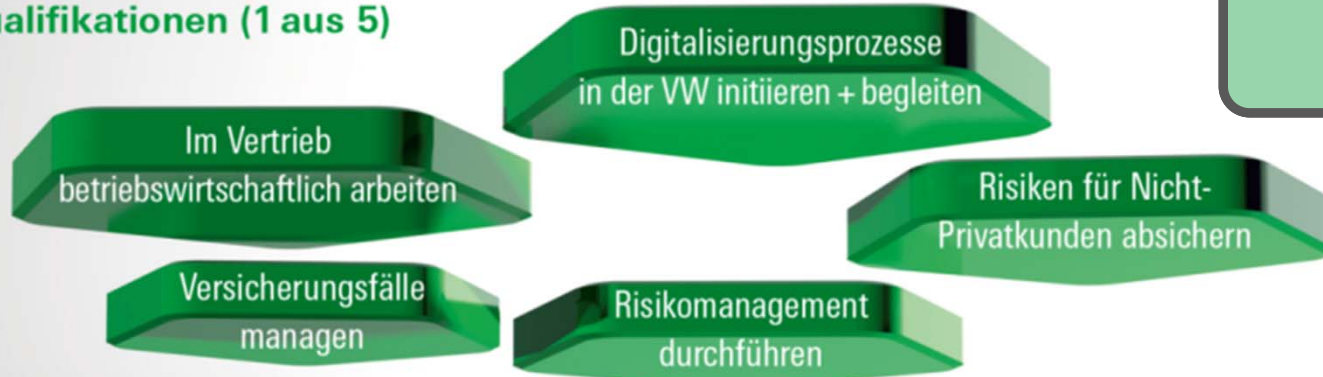 alifikationen (1 aus 5)
Digitalisierungsprozesse
in der VW initiieren + begleiten
Im Vertrieb
betriebswirtschaftlich arbeiten
Risiken für Nicht-
Privatkunden absichern
Versicherungsfälle
managen
Risikomanagement
durchführen